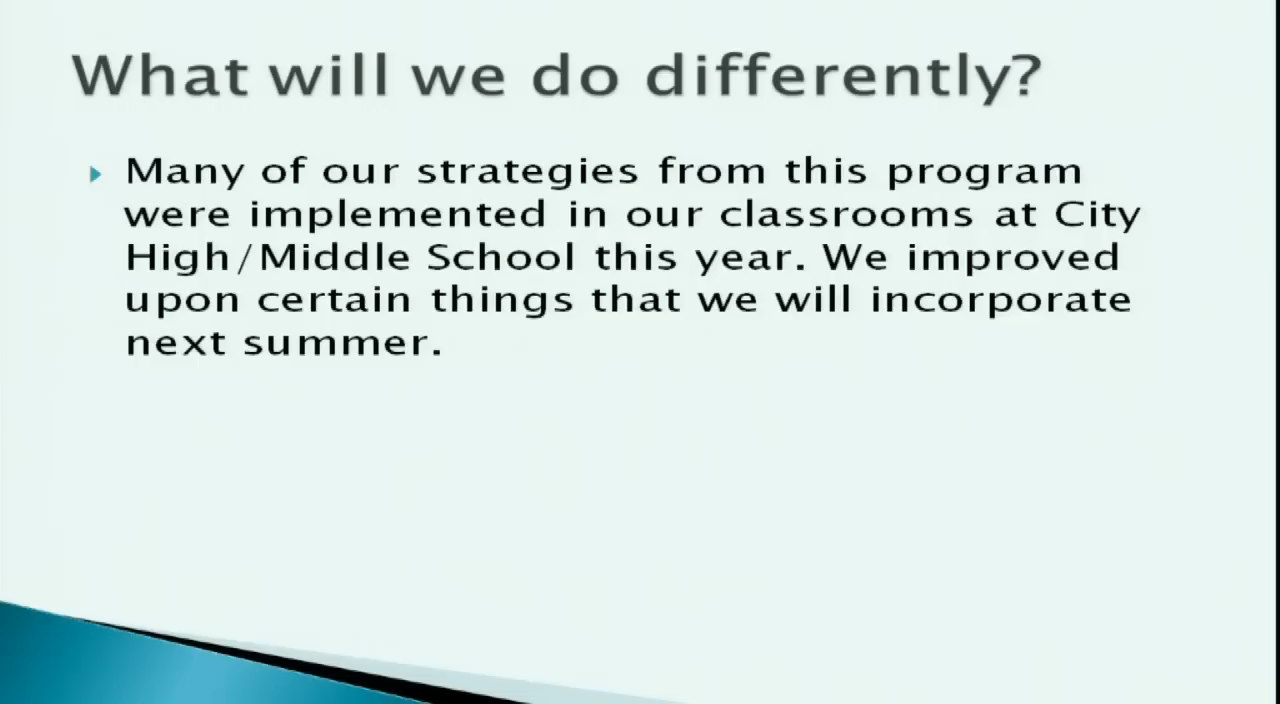 What will we do differently?
Many of our strategies from this program
were implemented in our classrooms at City
High/Middle School this year. We improved
upon certain things that we will incorporate
next summer.